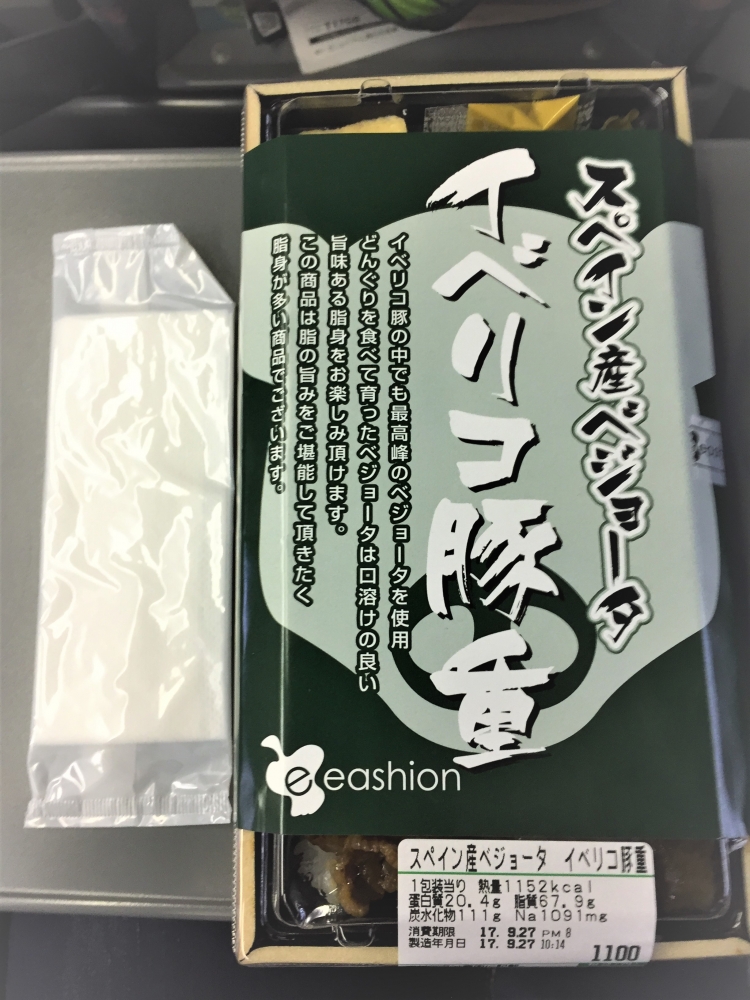 スペイン産ベジョータ
イベリコ豚重
イベリコ豚の中でも最高峰のベジョータを使用
どんぐりを食べて育ったベジョータは口溶けの良い
旨味ある脂身をお楽しみ頂けます。
この商品は脂の旨みをご堪能して頂きたく
脂身が多い商品でございます。
e eashion
スペイン産ベジョータ イベリコ豚重
1包装当り 熱量1152kcal
蛋白質20.4g 脂質67.9g
炭水化物111g Na1091mg
消費期限 17. 9.27 PM 8
製造年月日 17. 9.27 10:14
1100